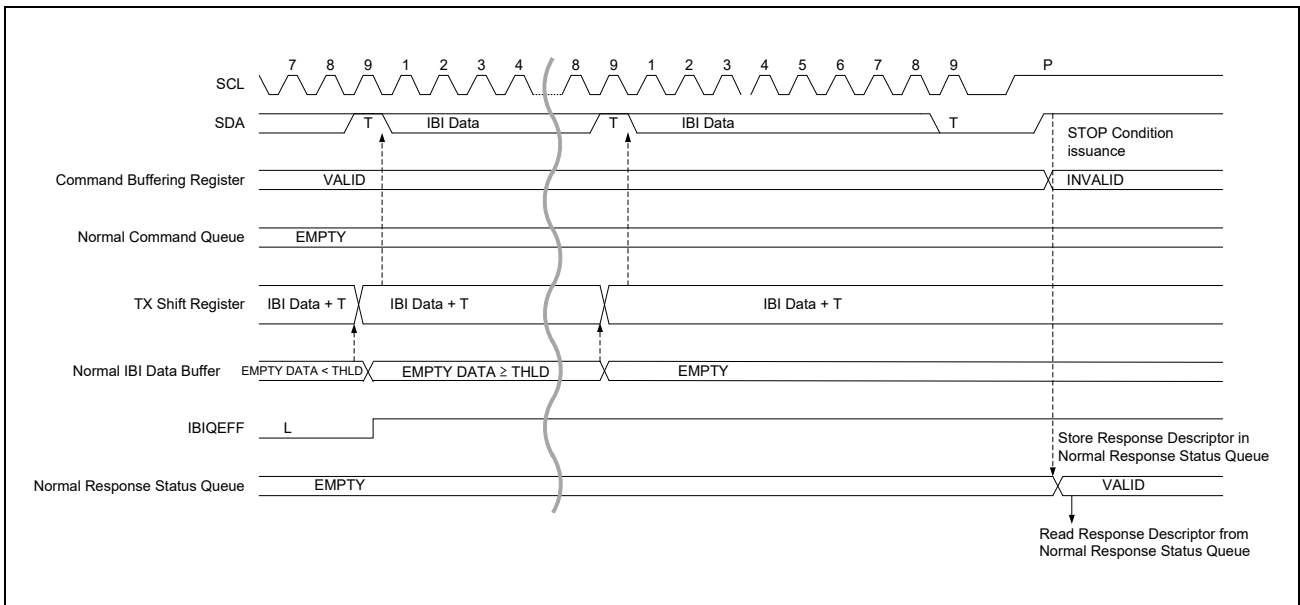 7 8 9 1 2 3 4 8 9 1 2 3 4 5 6 7 8 9 P
SCL
SDA T IBI Data T IBI Data T
STOP Condition
issuance
Command Buffering Register VALID INVALID
Normal Command Queue EMPTY
TX Shift Register IBI Data + T IBI Data + T IBI Data + T
Normal IBI Data Buffer EMPTY DATA < THLD EMPTY DATA ≥ THLD EMPTY
IBIQEFF L
Store Response Descriptor in
Normal Response Status Queue
Normal Response Status Queue EMPTY VALID
Read Response Descriptor from
Normal Response Status Queue